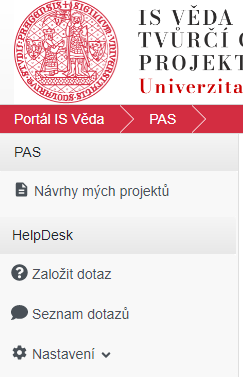 IS VĚDA
TVŮRČÍ
PROJEKT
Univerzita
Portál IS Věda
PAS
PAS
Návrhy mých projektů
HelpDesk
Založit dotaz
Seznam dotazů
Nastavení